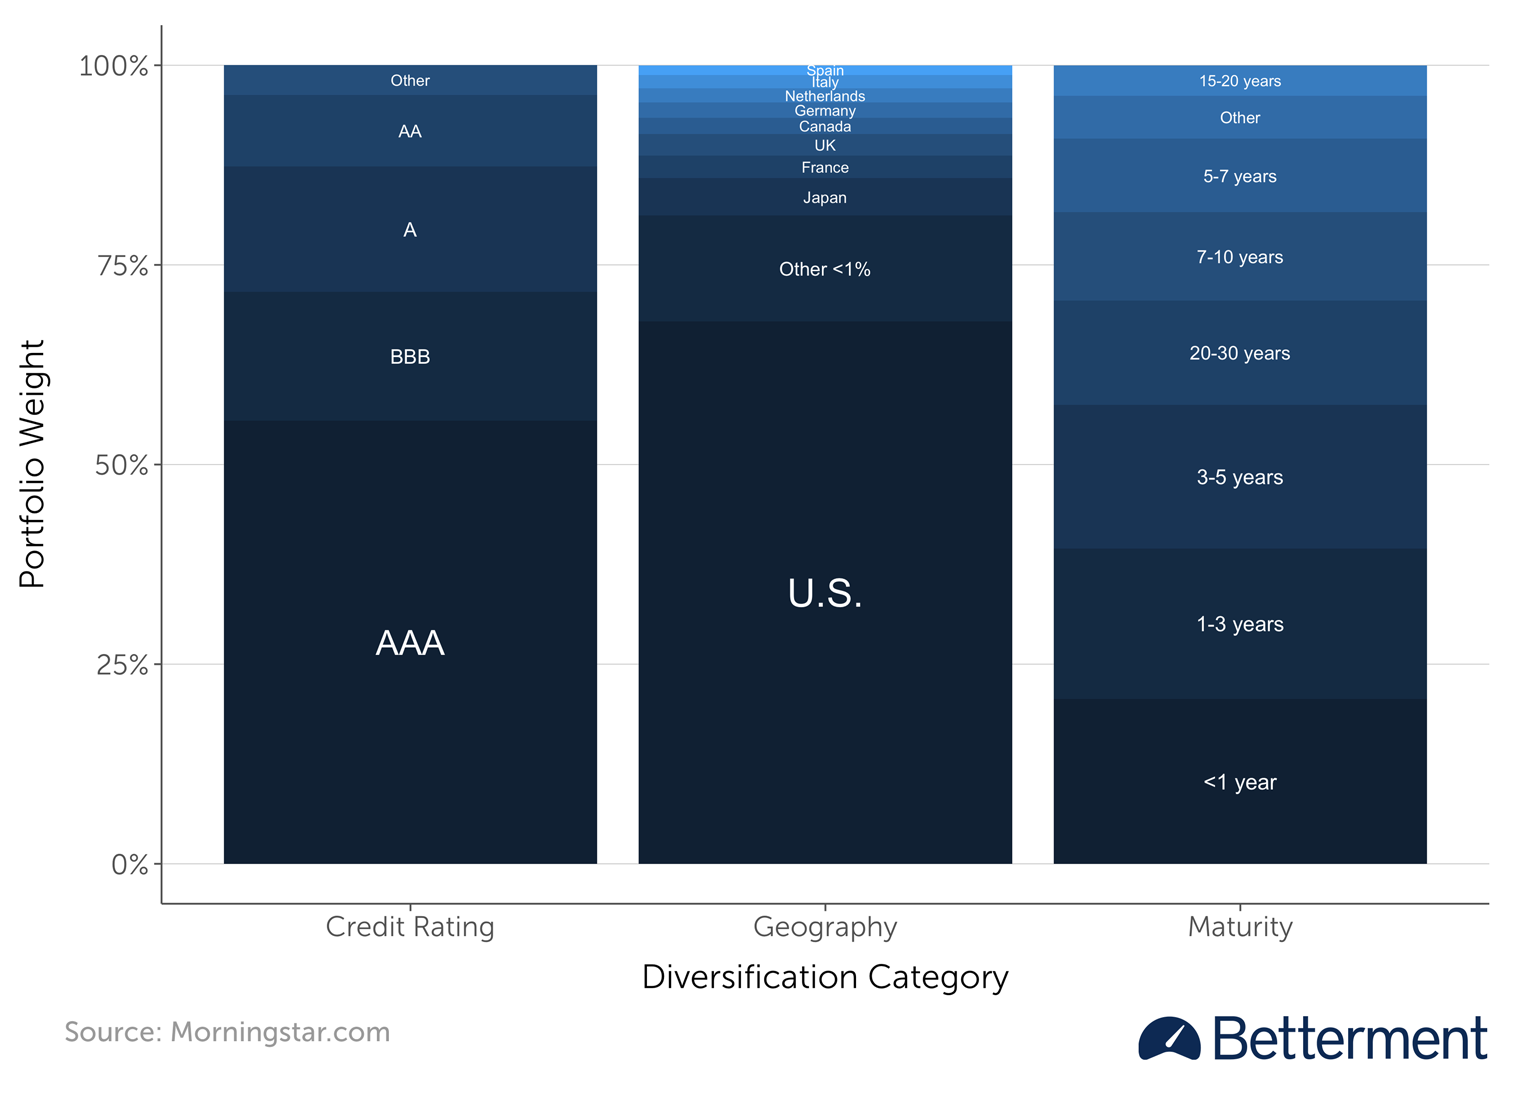 100%
75%
50%
25%
0%
Portfolio Weight
Other
AA
A
BBB
AAA
Spain
Italy
Netherlands
Germany
Canada
UK
France
Japan
Other <1%
U.S.
15-20 years
Other
5-7 years
7-10 years
20-30 years
3-5 years
1-3 years
<1 year
Credit Rating
Geography
Maturity
Diversification Category
Source: Morningstar.com
Betterment